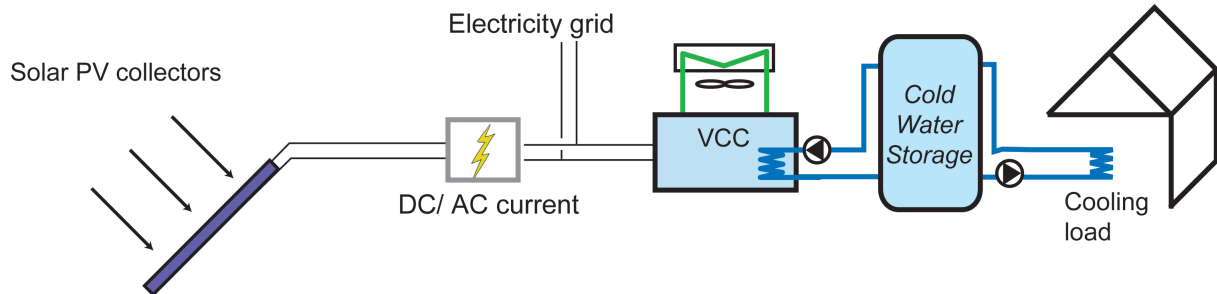 Electricity grid
Solar PV collectors
VCC
Cold
Water
Storage
DC/ AC current
Cooling
load